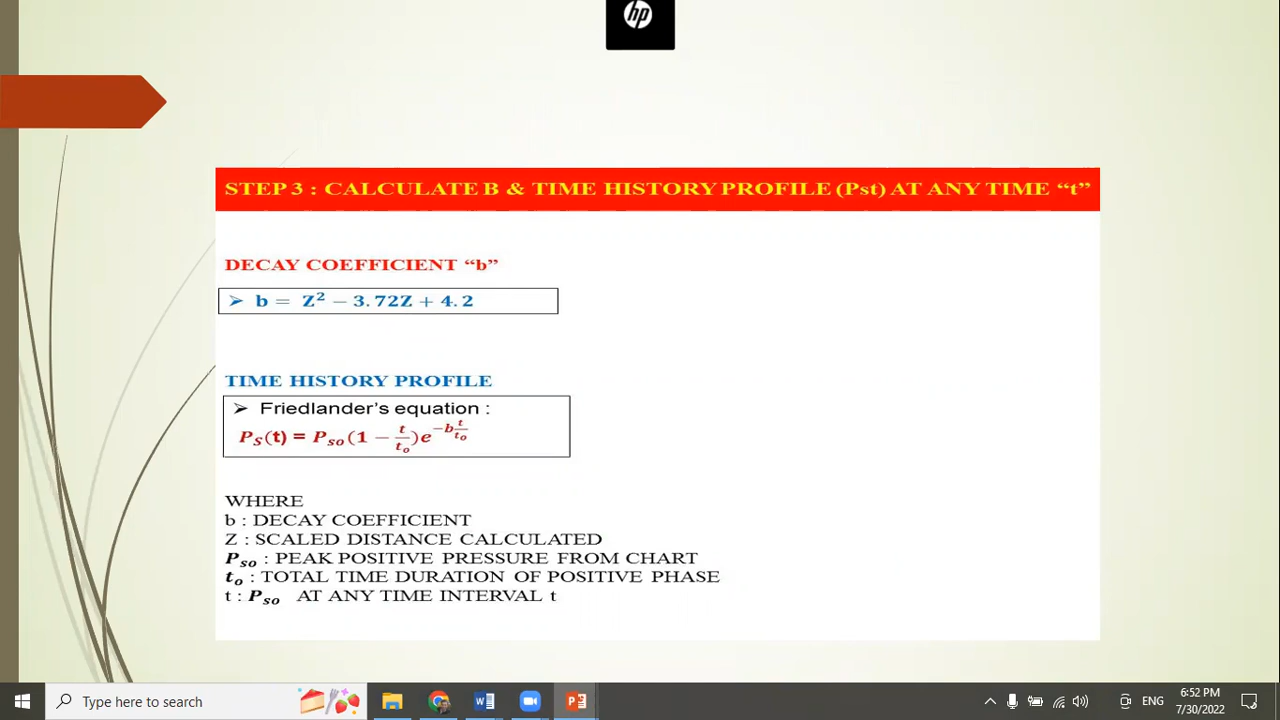 hp
STEP 3 : CALCULATE B & TIME HISTORY PROFILE (Pst) AT ANY TIME “t”
DECAY COEFFICIENT “b”
➢ b = Z² − 3.72Z + 4.2
TIME HISTORY PROFILE
➢ Friedlander’s equation :
P_S(t) = P_so(1 − t/t_o)e^(−b t/t_o)
WHERE
b : DECAY COEFFICIENT
Z : SCALED DISTANCE CALCULATED
P_so : PEAK POSITIVE PRESSURE FROM CHART
t_o : TOTAL TIME DURATION OF POSITIVE PHASE
t : P_so AT ANY TIME INTERVAL t
Type here to search
ENG
6:52 PM
7/30/2022